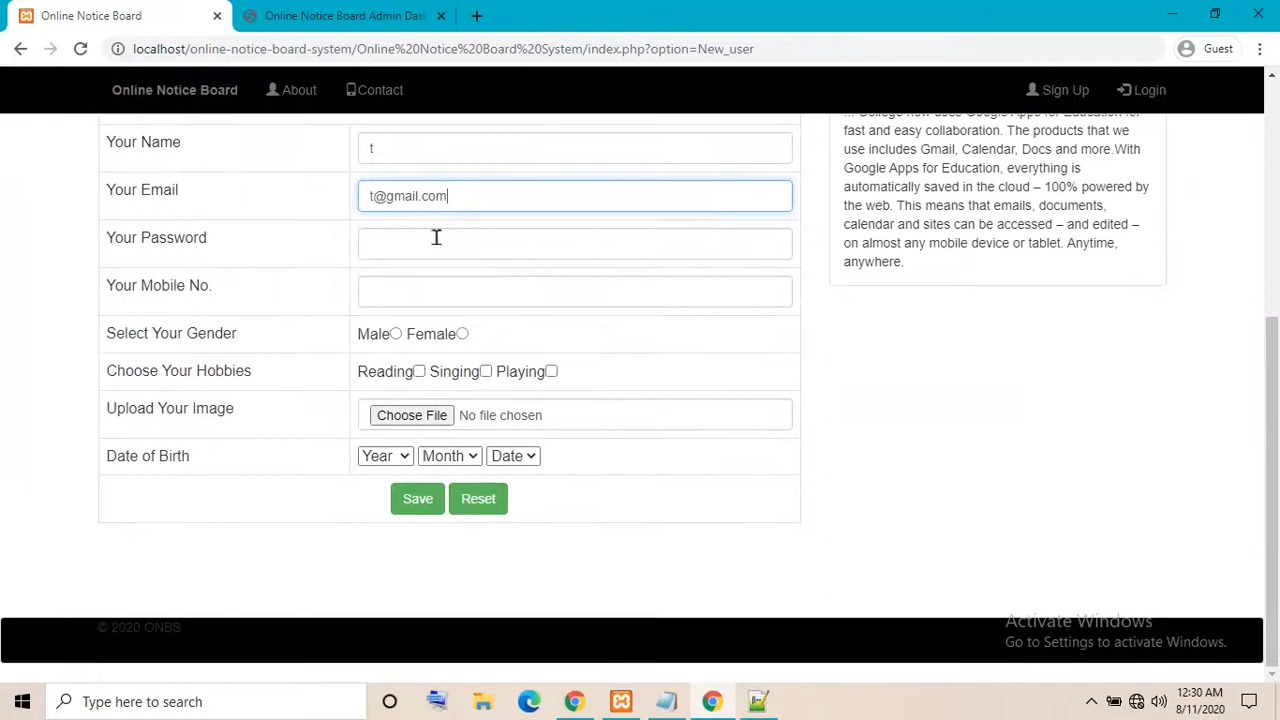 Online Notice Board
Online Notice Board Admin Das
localhost/online-notice-board-system/Online%20Notice%20Board%20System/index.php?option=New_user
Guest
Online Notice Board About Contact Sign Up Login
... College now uses Google Apps for Education for
fast and easy collaboration. The products that we
use includes Gmail, Calendar, Docs and more.With
Google Apps for Education, everything is
automatically saved in the cloud – 100% powered by
the web. This means that emails, documents,
calendar and sites can be accessed – and edited –
on almost any mobile device or tablet. Anytime,
anywhere.
Your Name t
Your Email t@gmail.com
Your Password
Your Mobile No.
Select Your Gender Male Female
Choose Your Hobbies Reading Singing Playing
Upload Your Image Choose File No file chosen
Date of Birth Year Month Date
Save Reset
© 2020 ONBS
Activate Windows
Go to Settings to activate Windows.
Type here to search
12:30 AM
8/11/2020